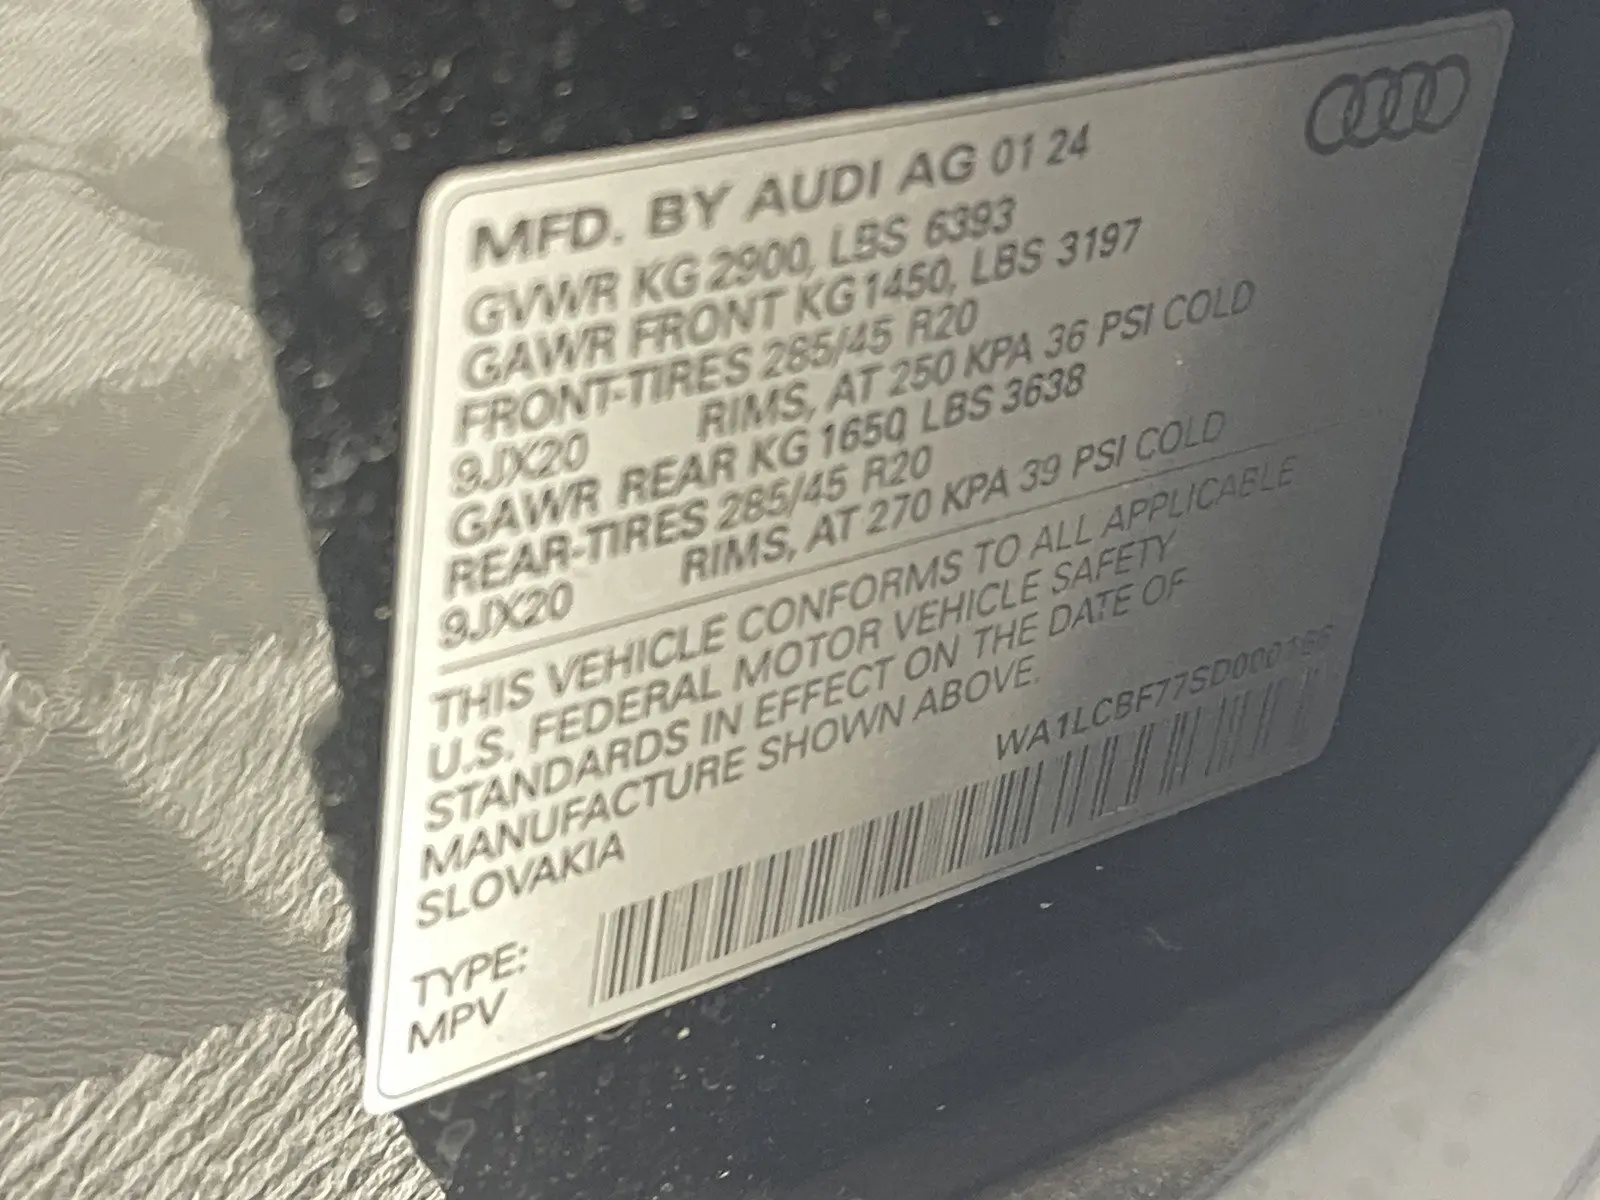 MFD. BY AUDI AG 01 24
GVWR KG 2900, LBS 6393
GAWR FRONT KG 1450, LBS 3197
FRONT-TIRES 285/45 R20
9JX20 RIMS, AT 250 KPA 36 PSI COLD
GAWR REAR KG 1650 LBS 3638
REAR-TIRES 285/45 R20
9JX20 RIMS, AT 270 KPA 39 PSI COLD
THIS VEHICLE CONFORMS TO ALL APPLICABLE
U.S. FEDERAL MOTOR VEHICLE SAFETY
STANDARDS IN EFFECT ON THE DATE OF
MANUFACTURE SHOWN ABOVE.
SLOVAKIA
TYPE:
MPV